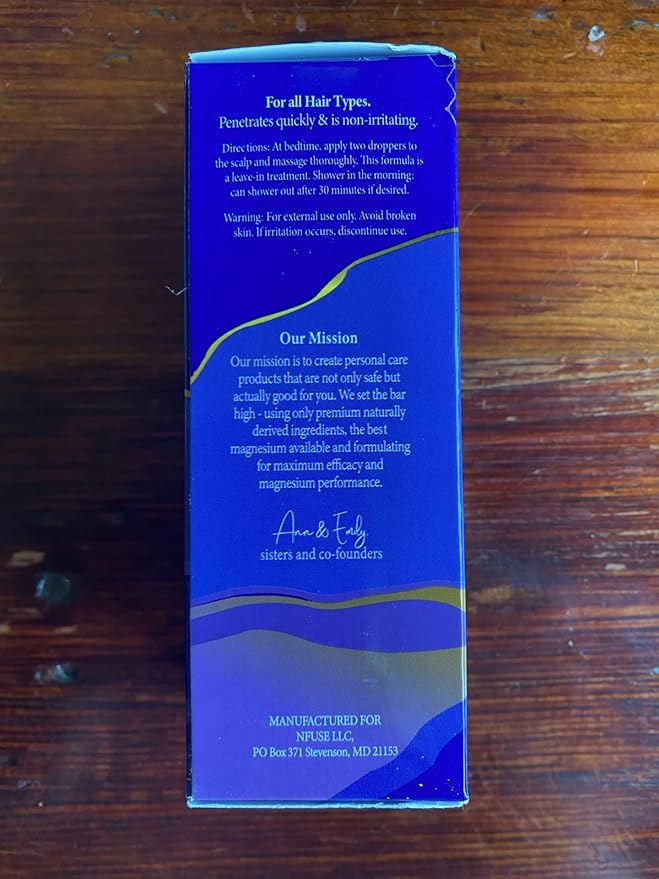 For all Hair Types.
Penetrates quickly & is non-irritating.
Directions: At bedtime, apply two droppers to
the scalp and massage thoroughly. This formula is
a leave-in treatment. Shower in the morning:
can shower out after 30 minutes if desired.
Warning: For external use only. Avoid broken
skin. If irritation occurs, discontinue use.
Our Mission
Our mission is to create personal care
products that are not only safe but
actually good for you. We set the bar
high - using only premium naturally
derived ingredients, the best
magnesium available and formulating
for maximum efficacy and
magnesium performance.
Ann & Emily
sisters and co-founders
MANUFACTURED FOR
NFUSE LLC,
PO Box 371 Stevenson, MD 21153